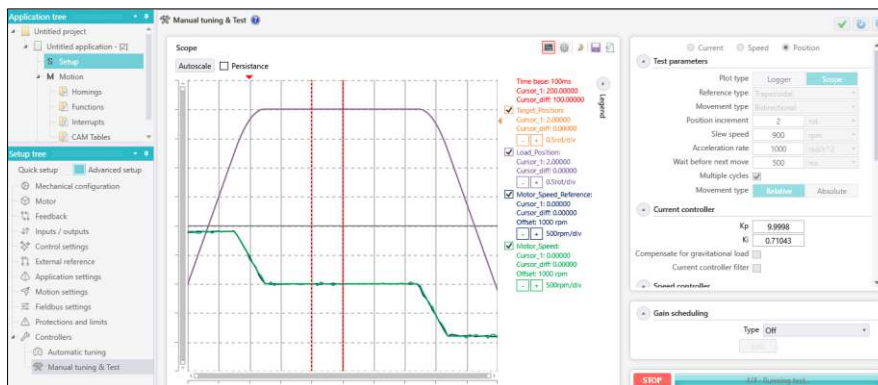 Application tree
Untitled project
Untitled application - [2]
S Setup
M Motion
Homings
Functions
Interrupts
CAM Tables
Setup tree
Quick setup Advanced setup
Mechanical configuration
Motor
Feedback
Inputs / outputs
Control settings
External reference
Application settings
Motion settings
Fieldbus settings
Protections and limits
Controllers
Automatic tuning
Manual tuning & Test
Manual tuning & Test
Scope
Autoscale Persistance
Time base: 100ms
Cursor_1: 200.00000
Cursor_diff: 100.00000
Target_Position:
Cursor_1: 2.00000
Cursor_diff: 0.00000
- + 0.5rot/div
Load_Position:
Cursor_1: 2.00000
Cursor_diff: 0.00000
- + 0.5rot/div
Motor_Speed_Reference:
Cursor_1: 0.00000
Cursor_diff: 0.00000
Offset: 1000 rpm
- + 500rpm/div
Motor_Speed:
Cursor_1: 0.00000
Cursor_diff: 0.00000
Offset: 1000 rpm
- + 500rpm/div
Legend
Current Speed Position
Test parameters
Plot type Logger Scope
Reference type Trapezoidal
Movement type Bidirectional
Position increment 2 rot
Slew speed 900 rpm
Acceleration rate 1000 rad/s^2
Wait before next move 500 ms
Multiple cycles
Movement type Relative Absolute
Current controller
Kp 9.9998
Ki 0.71043
Compensate for gravitational load
Current controller filter
Speed controller
Gain scheduling
Type Off
STOP
Running test